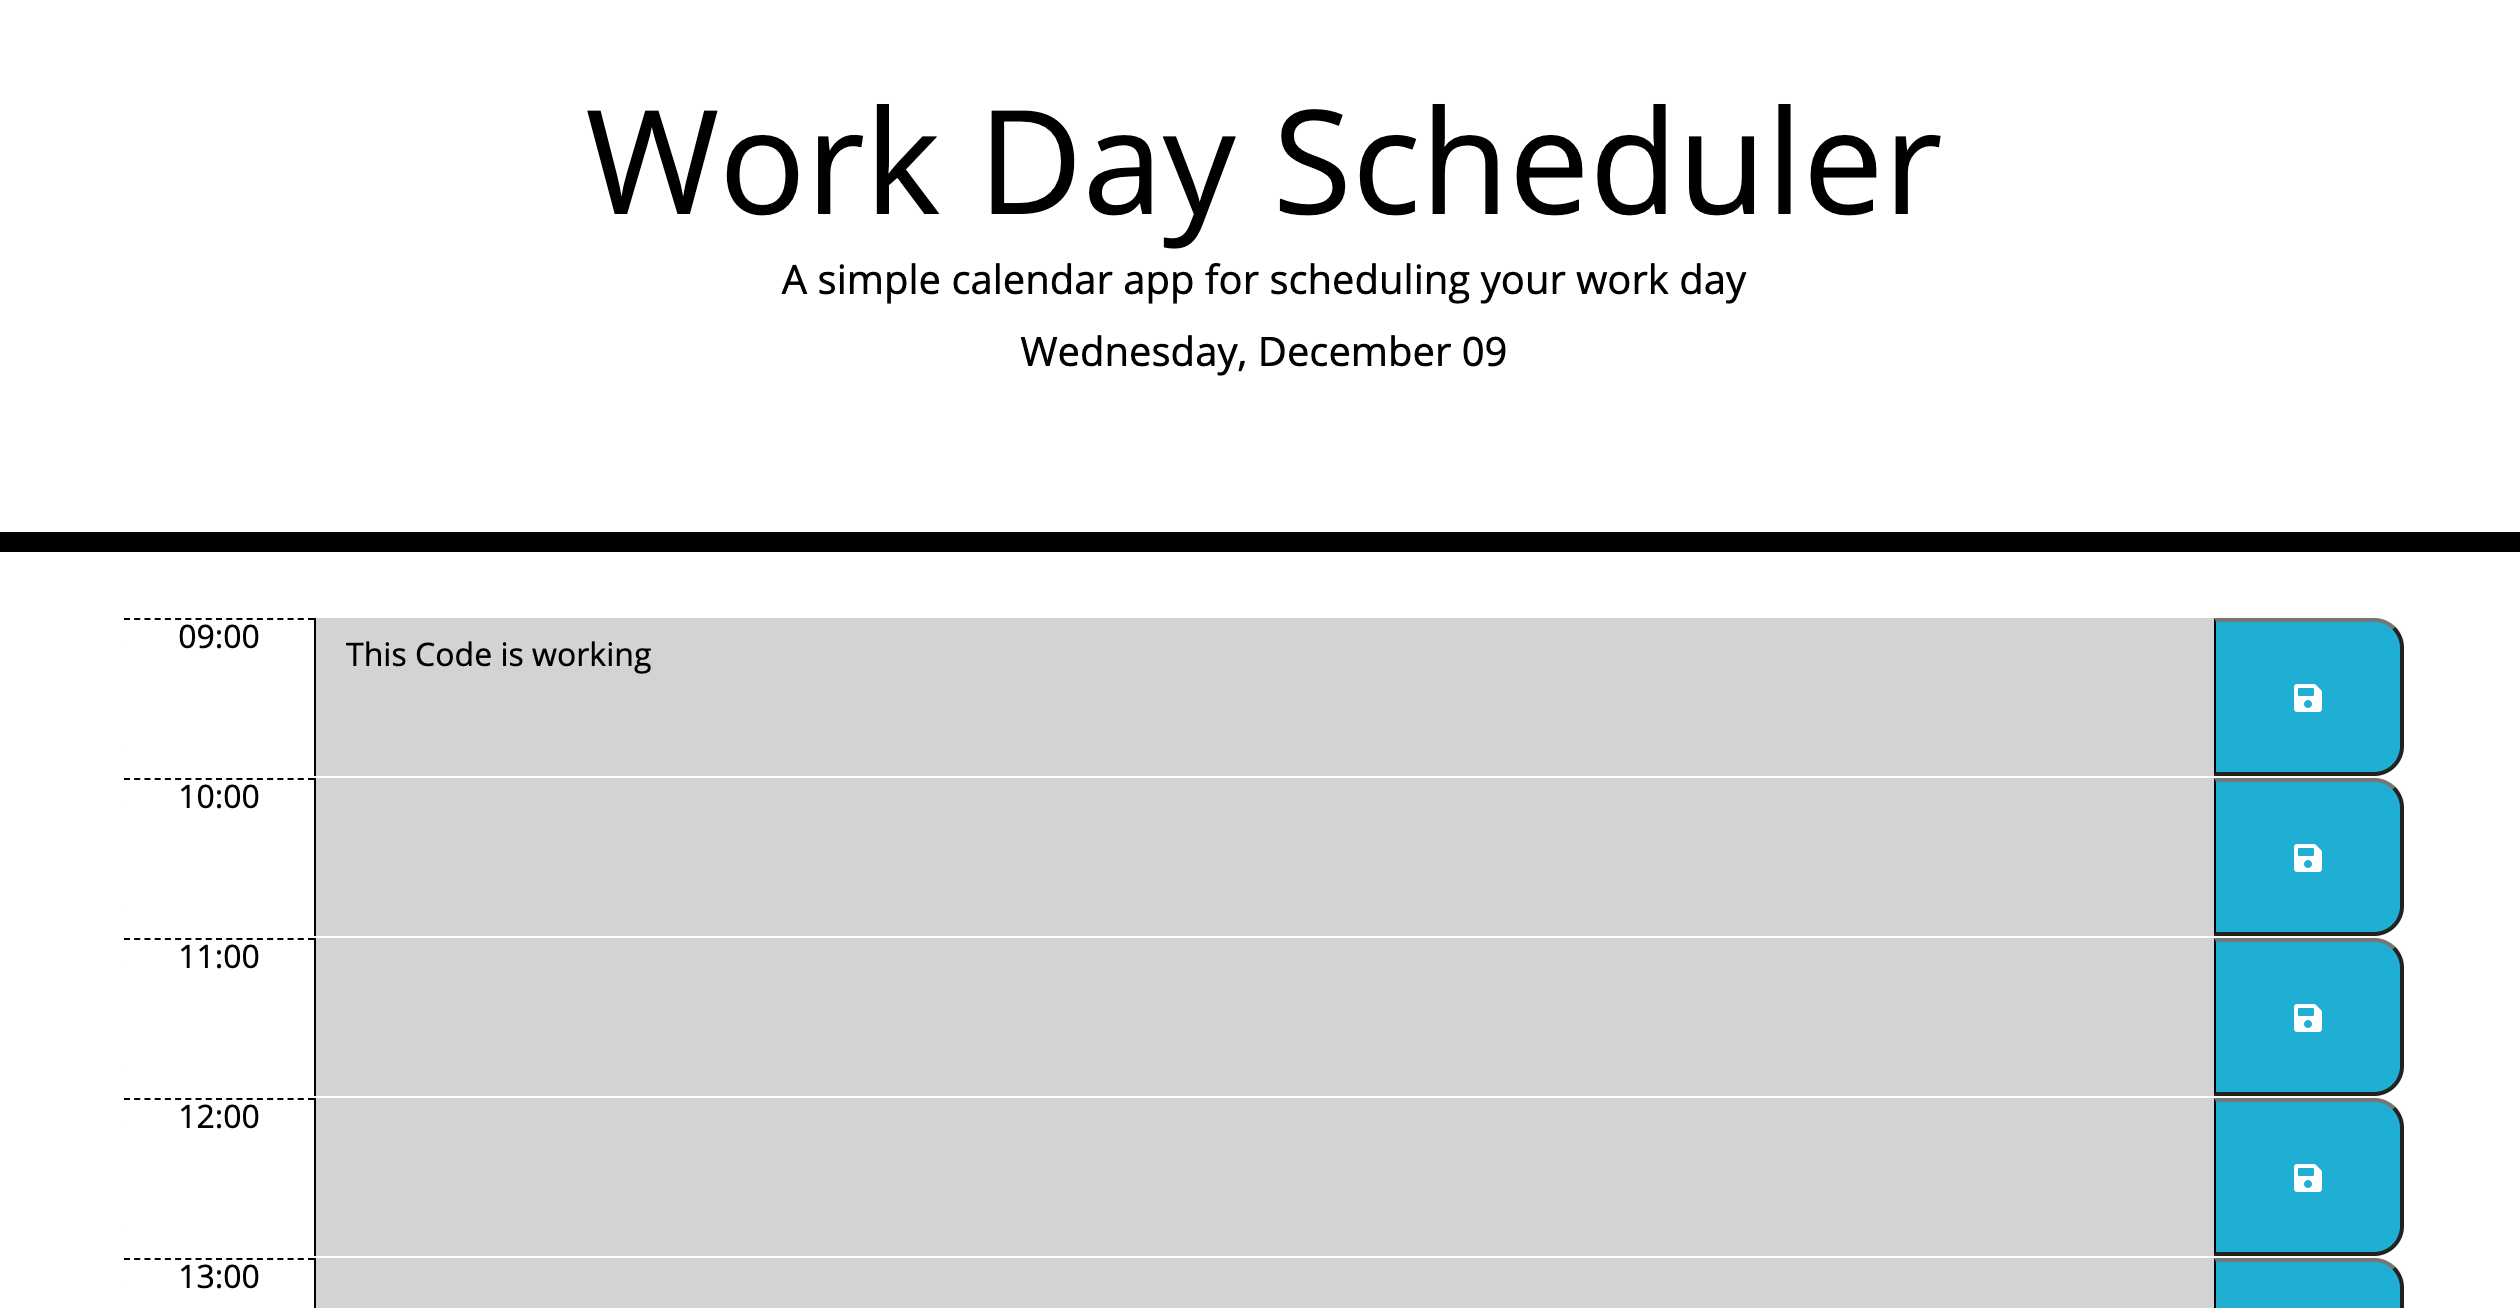 Work Day Scheduler
A simple calendar app for scheduling your work day
Wednesday, December 09
09:00
This Code is working
10:00
11:00
12:00
13:00